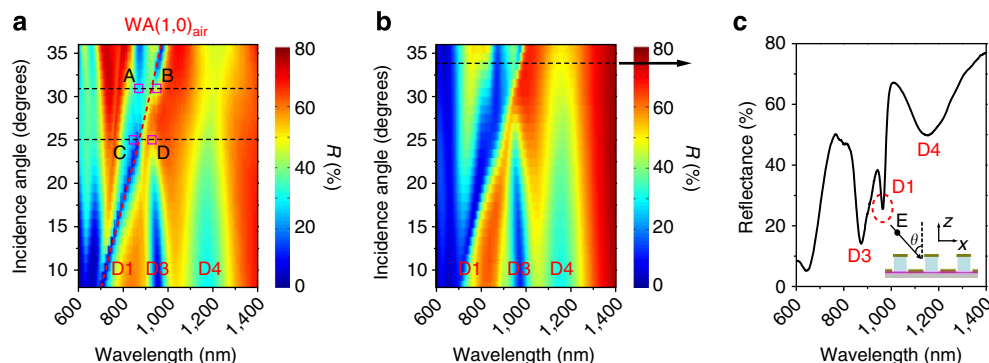 a
WA(1,0)air
Incidence angle (degrees)
35
30
25
20
15
10
A
B
C
D
D1
D3
D4
600
800
1,000
1,200
1,400
Wavelength (nm)
80
60
40
20
0
R (%)
b
Incidence angle (degrees)
35
30
25
20
15
10
D1
D3
D4
600
800
1,000
1,200
1,400
Wavelength (nm)
80
60
40
20
0
R (%)
c
Reflectance (%)
80
60
40
20
0
D4
D1
D3
E
θ
z
x
600
800
1,000
1,200
1,400
Wavelength (nm)